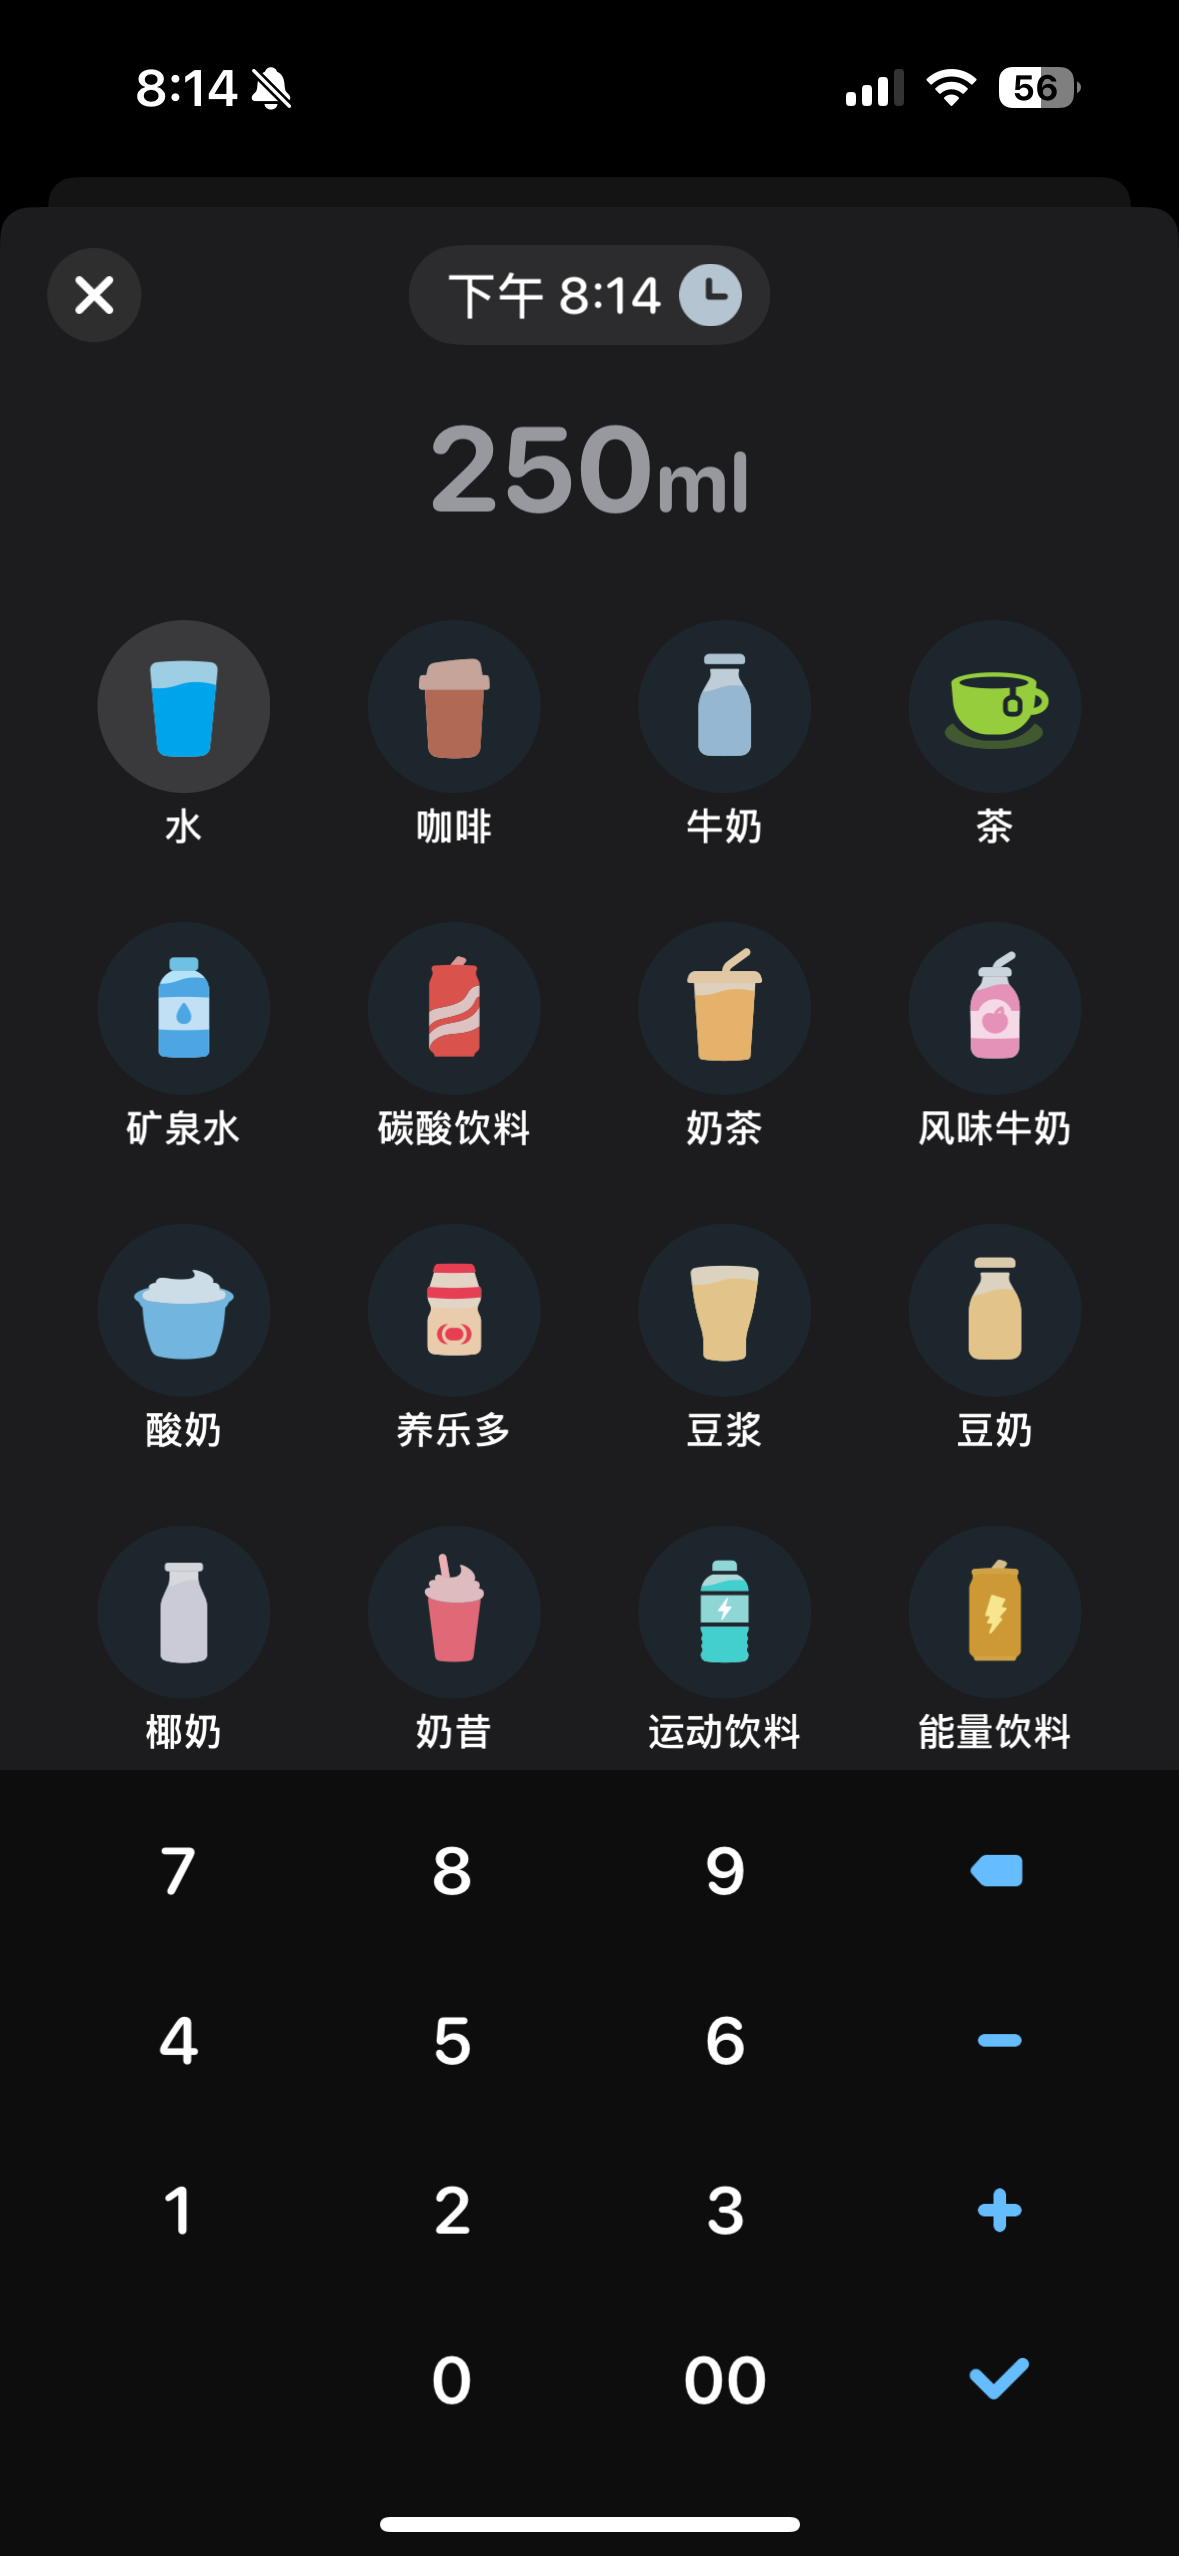 8:14 56
下午 8:14
250ml
水 咖啡 牛奶 茶
矿泉水 碳酸饮料 奶茶 风味牛奶
酸奶 养乐多 豆浆 豆奶
椰奶 奶昔 运动饮料 能量饮料
7 8 9
4 5 6 −
1 2 3 +
0 00